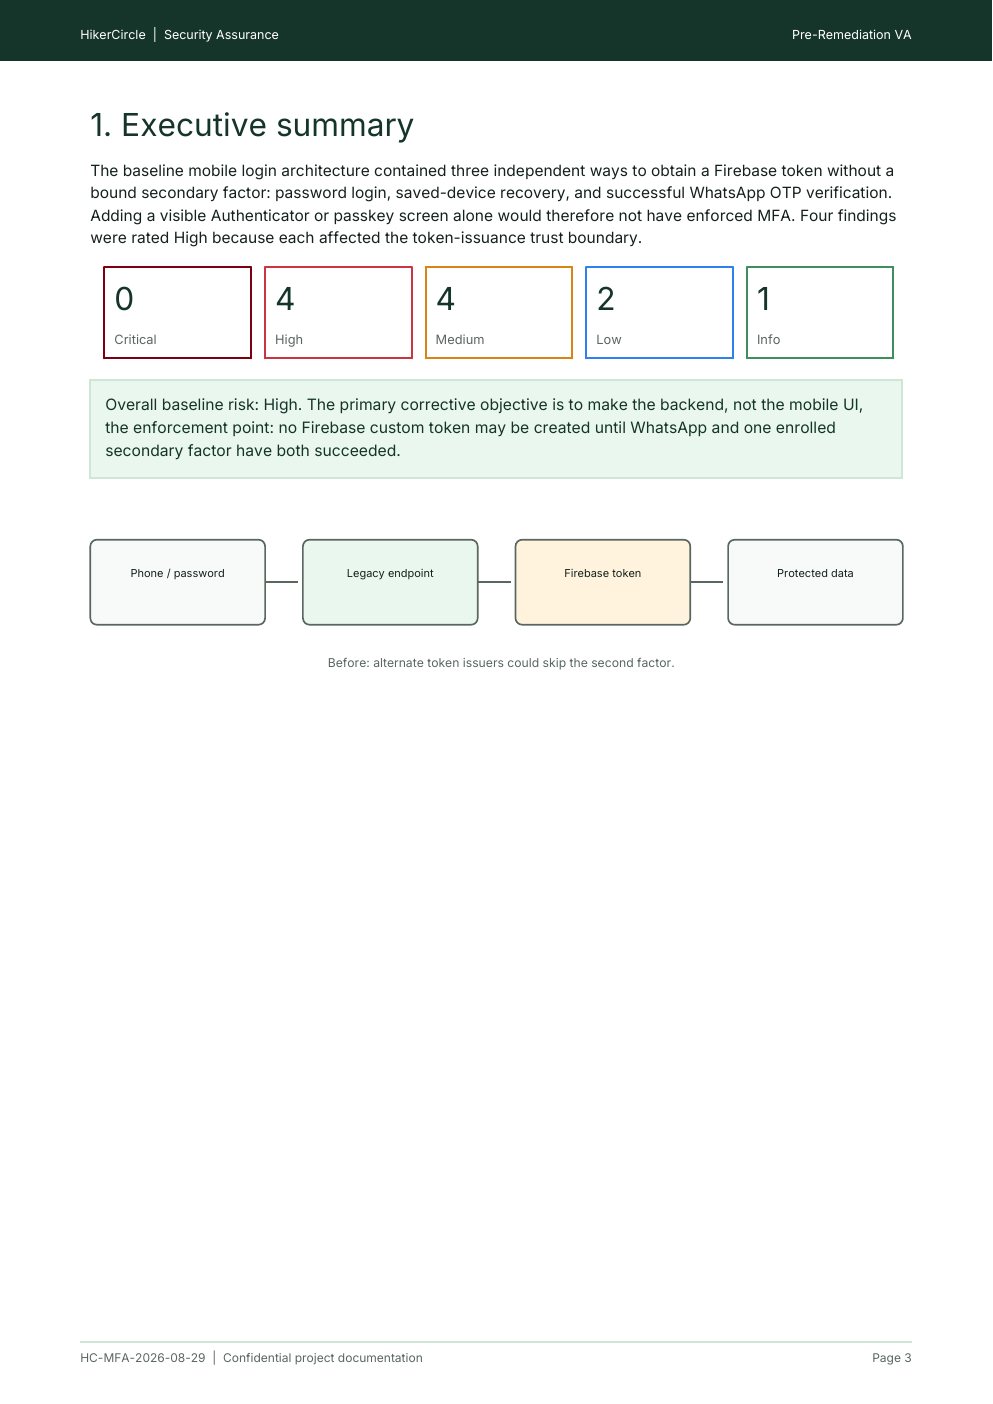 HikerCircle | Security Assurance
Pre-Remediation VA
1. Executive summary
The baseline mobile login architecture contained three independent ways to obtain a Firebase token without a
bound secondary factor: password login, saved-device recovery, and successful WhatsApp OTP verification.
Adding a visible Authenticator or passkey screen alone would therefore not have enforced MFA. Four findings
were rated High because each affected the token-issuance trust boundary.
0
Critical
4
High
4
Medium
2
Low
1
Info
Overall baseline risk: High. The primary corrective objective is to make the backend, not the mobile UI,
the enforcement point: no Firebase custom token may be created until WhatsApp and one enrolled
secondary factor have both succeeded.
Phone / password
Legacy endpoint
Firebase token
Protected data
Before: alternate token issuers could skip the second factor.
HC-MFA-2026-08-29 | Confidential project documentation
Page 3